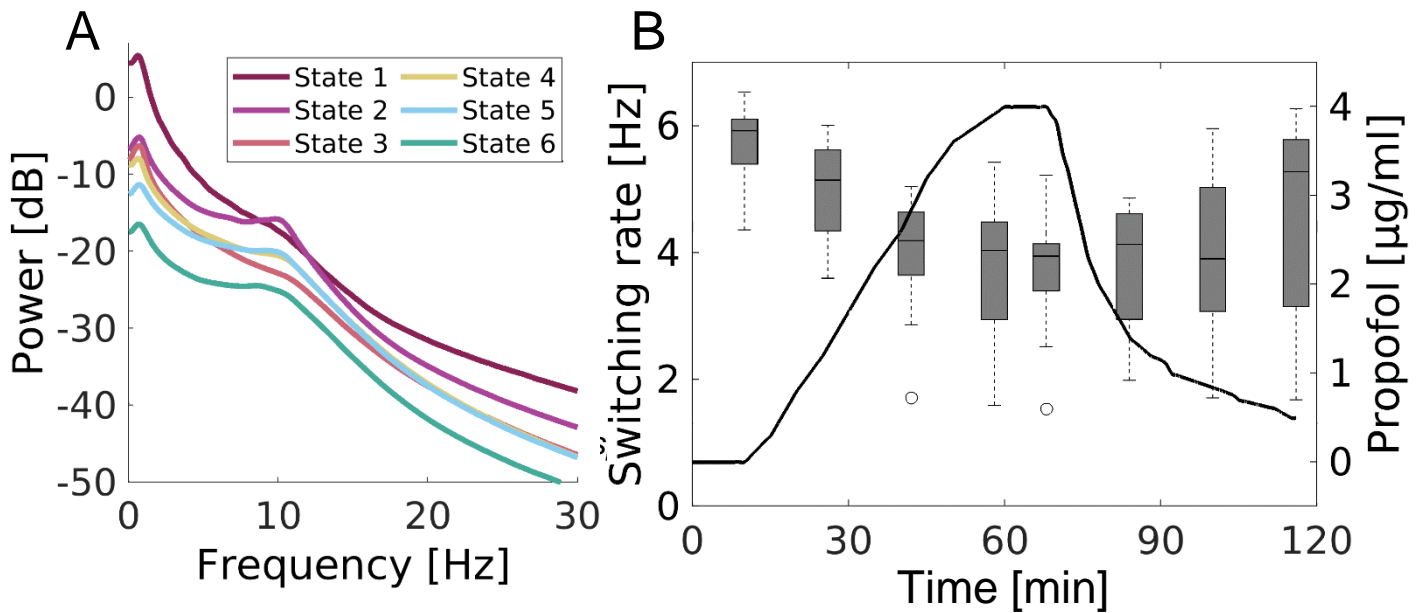 A
Power [dB]
0
-10
-20
-30
-40
-50
State 1
State 2
State 3
State 4
State 5
State 6
0
10
20
30
Frequency [Hz]
B
Switching rate [Hz]
6
4
2
0
4
3
2
1
0
Propofol [µg/ml]
0
30
60
90
120
Time [min]